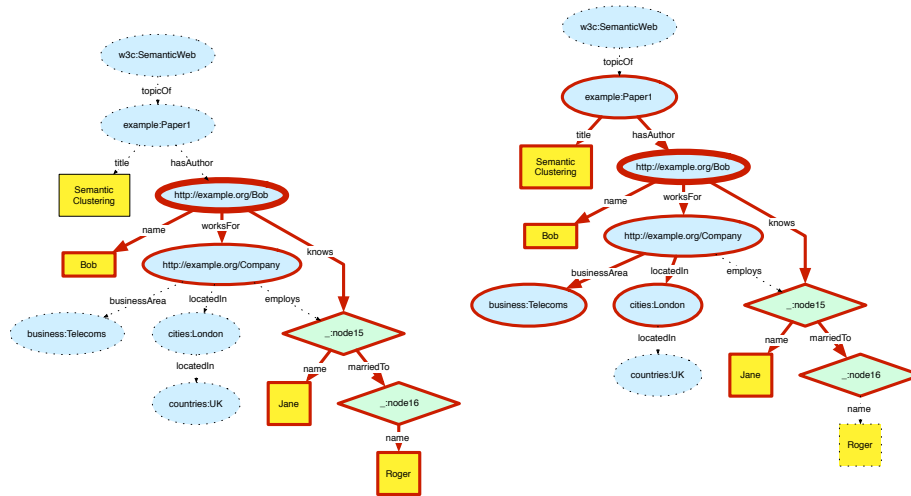 w3c:SemanticWeb
topicOf
example:Paper1
title
hasAuthor
Semantic
Clustering
http://example.org/Bob
name
worksFor
knows
Bob
http://example.org/Company
businessArea
locatedIn
employs
business:Telecoms
cities:London
_:node15
locatedIn
name
marriedTo
countries:UK
Jane
_:node16
name
Roger
w3c:SemanticWeb
topicOf
example:Paper1
title
hasAuthor
Semantic
Clustering
http://example.org/Bob
name
worksFor
knows
Bob
http://example.org/Company
businessArea
locatedIn
employs
business:Telecoms
cities:London
_:node15
locatedIn
name
marriedTo
countries:UK
Jane
_:node16
name
Roger